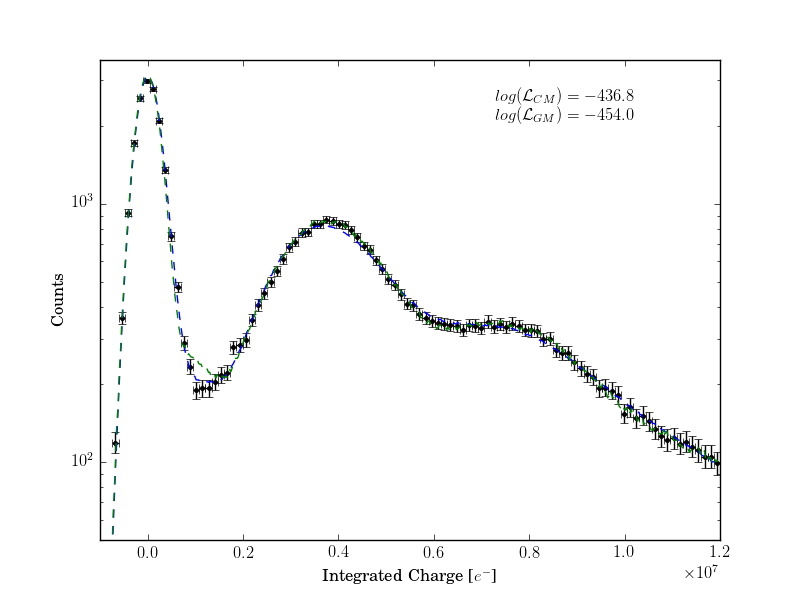 log(ℒ_CM) = −436.8
log(ℒ_GM) = −454.0
10^3
10^2
Counts
0.0 0.2 0.4 0.6 0.8 1.0 1.2
×10^7
Integrated Charge [e^−]